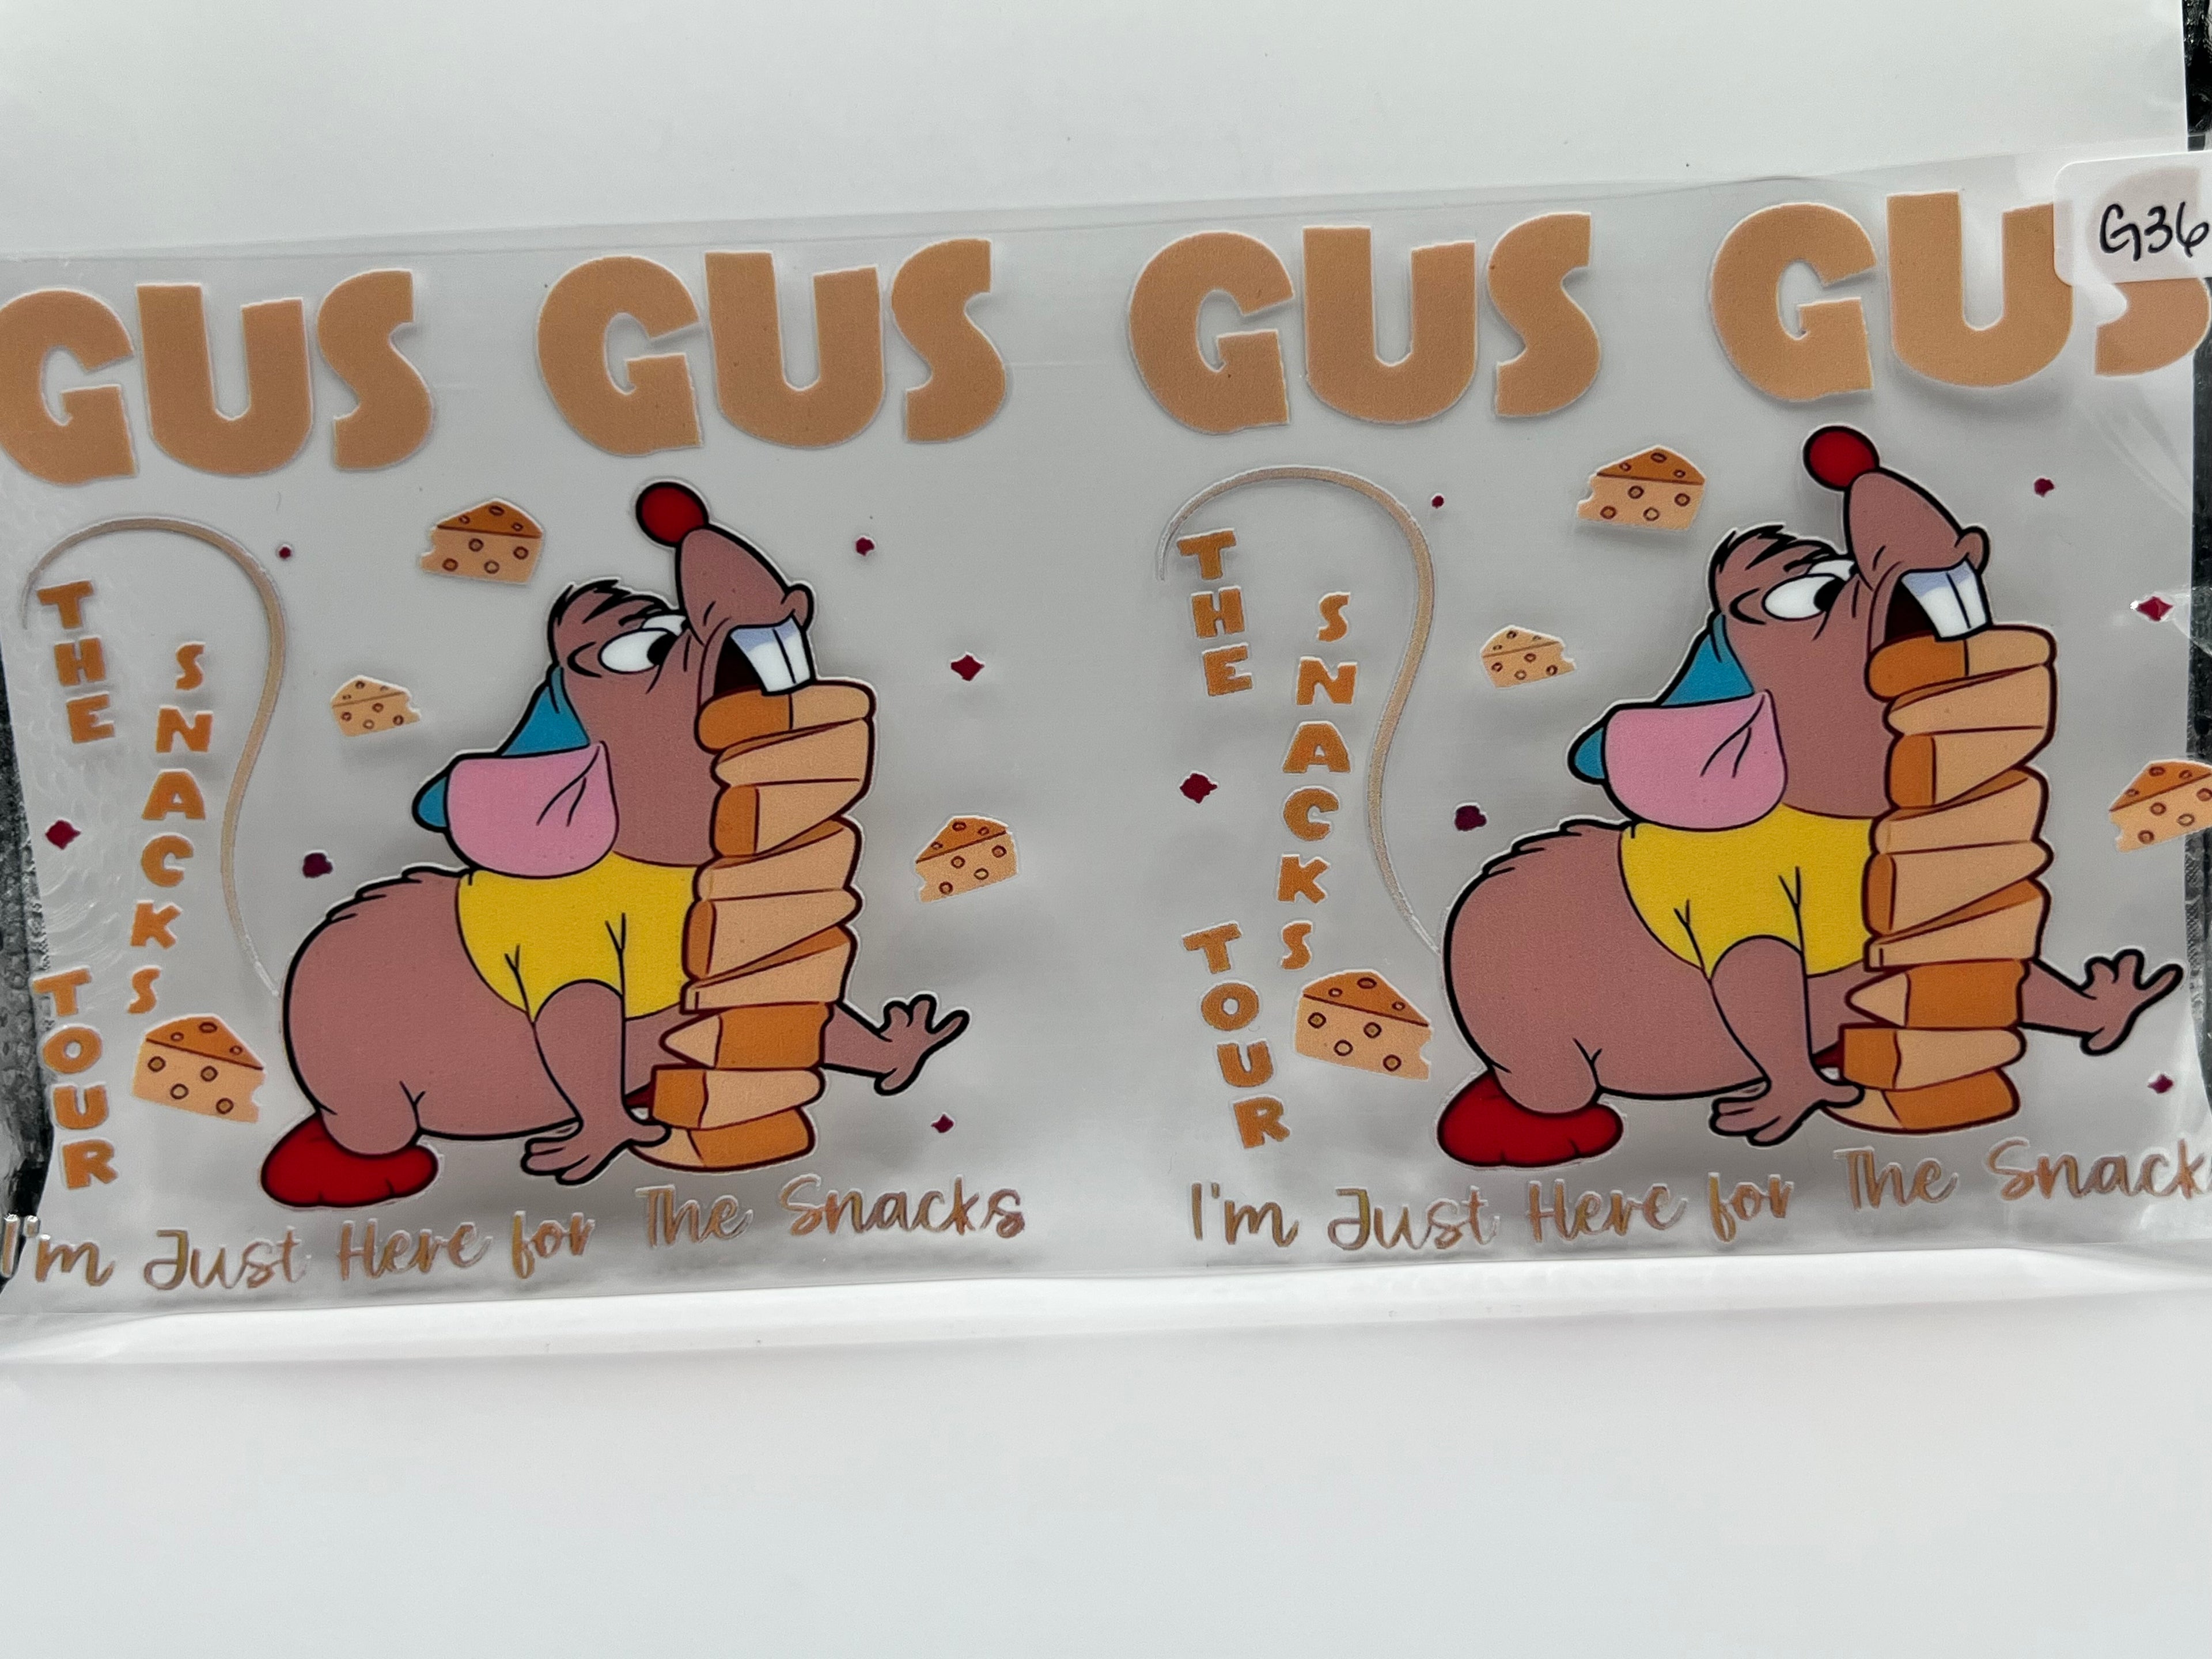 GUS GUS
THE
SNACKS
TOUR
I'm Just Here for The Snacks
GUS GUS
THE
SNACKS
TOUR
I'm Just Here for The Snack
G36